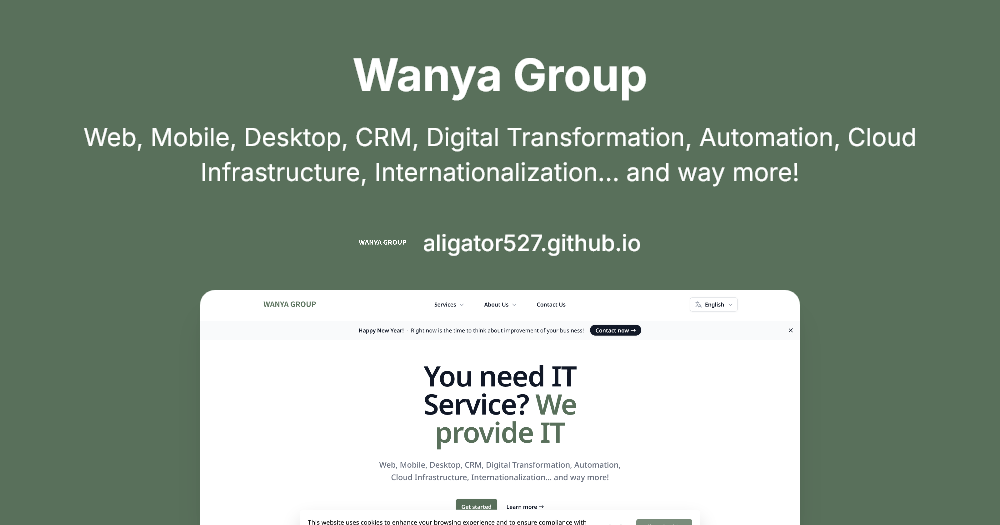 Wanya Group
Web, Mobile, Desktop, CRM, Digital Transformation, Automation, Cloud
Infrastructure, Internationalization... and way more!
WANYA GROUP aligator527.github.io
WANYA GROUP Services About Us Contact Us English
Happy New Year! Right now is the time to think about improvement of your business! Contact now →
You need IT
Service? We
provide IT
Web, Mobile, Desktop, CRM, Digital Transformation, Automation,
Cloud Infrastructure, Internationalization... and way more!
Get started Learn more →
This website uses cookies to enhance your browsing experience and to ensure compliance with